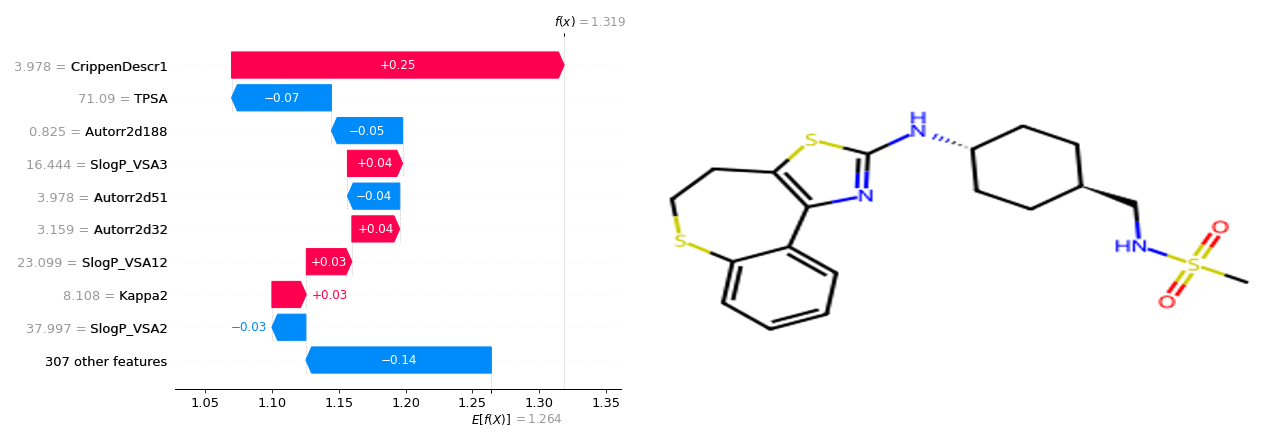 f(x) = 1.319
3.978 = CrippenDescr1
+0.25
71.09 = TPSA
−0.07
0.825 = Autorr2d188
−0.05
16.444 = SlogP_VSA3
+0.04
3.978 = Autorr2d51
−0.04
3.159 = Autorr2d32
+0.04
23.099 = SlogP_VSA12
+0.03
8.108 = Kappa2
+0.03
37.997 = SlogP_VSA2
−0.03
307 other features
−0.14
1.05 1.10 1.15 1.20 1.25 1.30 1.35
E[f(X)] = 1.264
H
N
S
N
S
HN
S
O
O